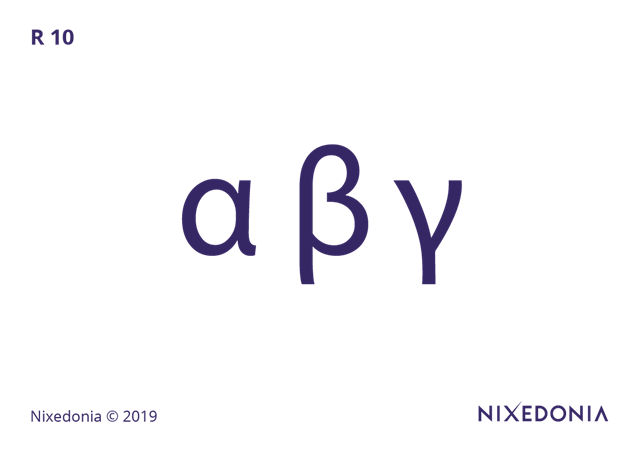 R 10
α β γ
Nixedonia © 2019
NIXEDONIA